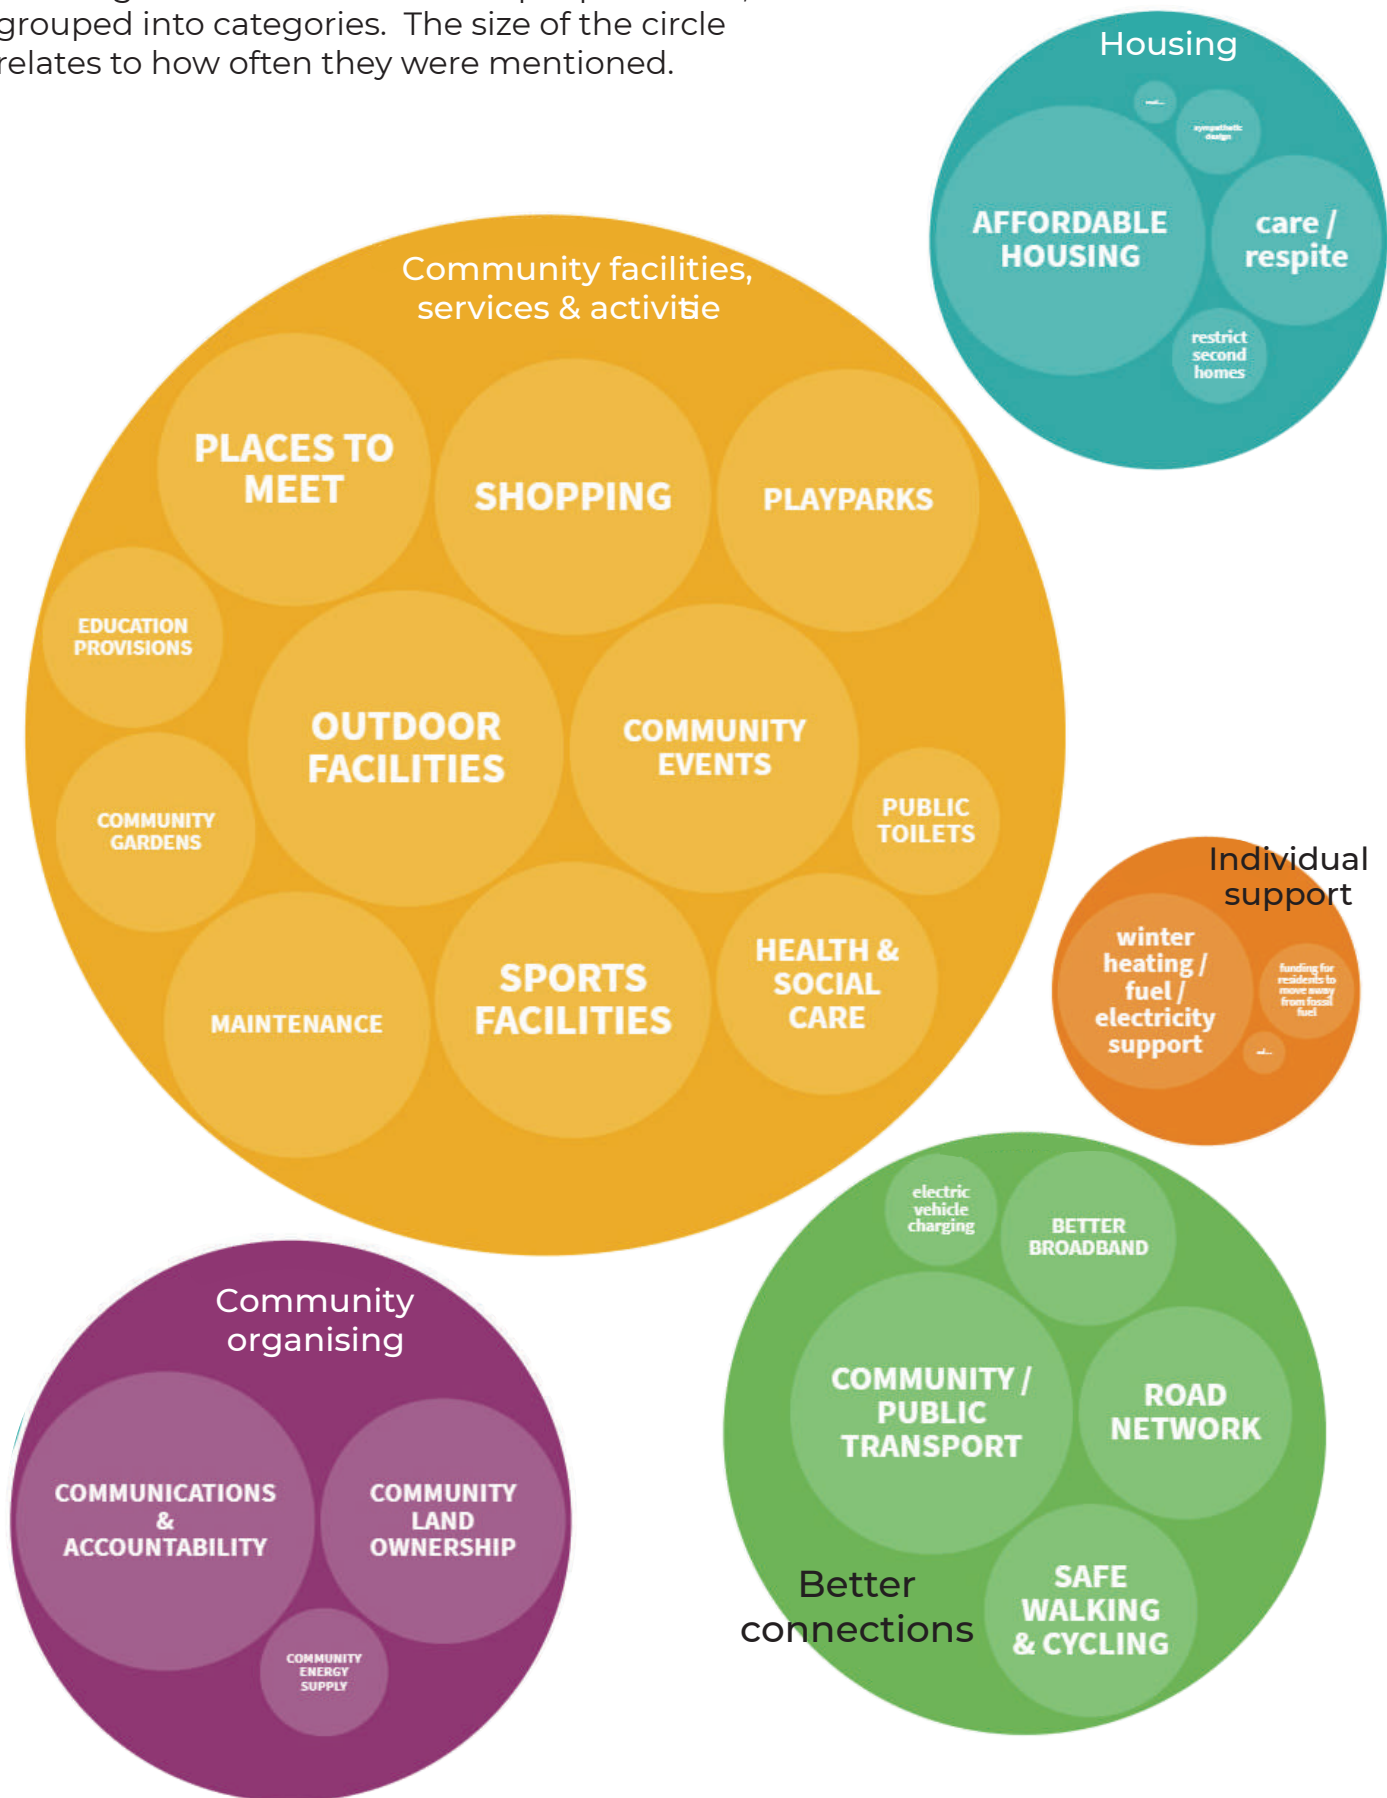 grouped into categories. The size of the circle
relates to how often they were mentioned.
Housing
sympathetic
design
AFFORDABLE
HOUSING
care /
respite
restrict
second
homes
Community facilities,
services & activitsie
PLACES TO
MEET
SHOPPING
PLAYPARKS
EDUCATION
PROVISIONS
OUTDOOR
FACILITIES
COMMUNITY
EVENTS
COMMUNITY
GARDENS
PUBLIC
TOILETS
MAINTENANCE
SPORTS
FACILITIES
HEALTH &
SOCIAL
CARE
Individual
support
winter
heating /
fuel /
electricity
support
funding for
residents to
move away
from fossil
fuel
Community
organising
COMMUNICATIONS
&
ACCOUNTABILITY
COMMUNITY
LAND
OWNERSHIP
COMMUNITY
ENERGY
SUPPLY
electric
vehicle
charging
BETTER
BROADBAND
COMMUNITY /
PUBLIC
TRANSPORT
ROAD
NETWORK
SAFE
WALKING
& CYCLING
Better
connections